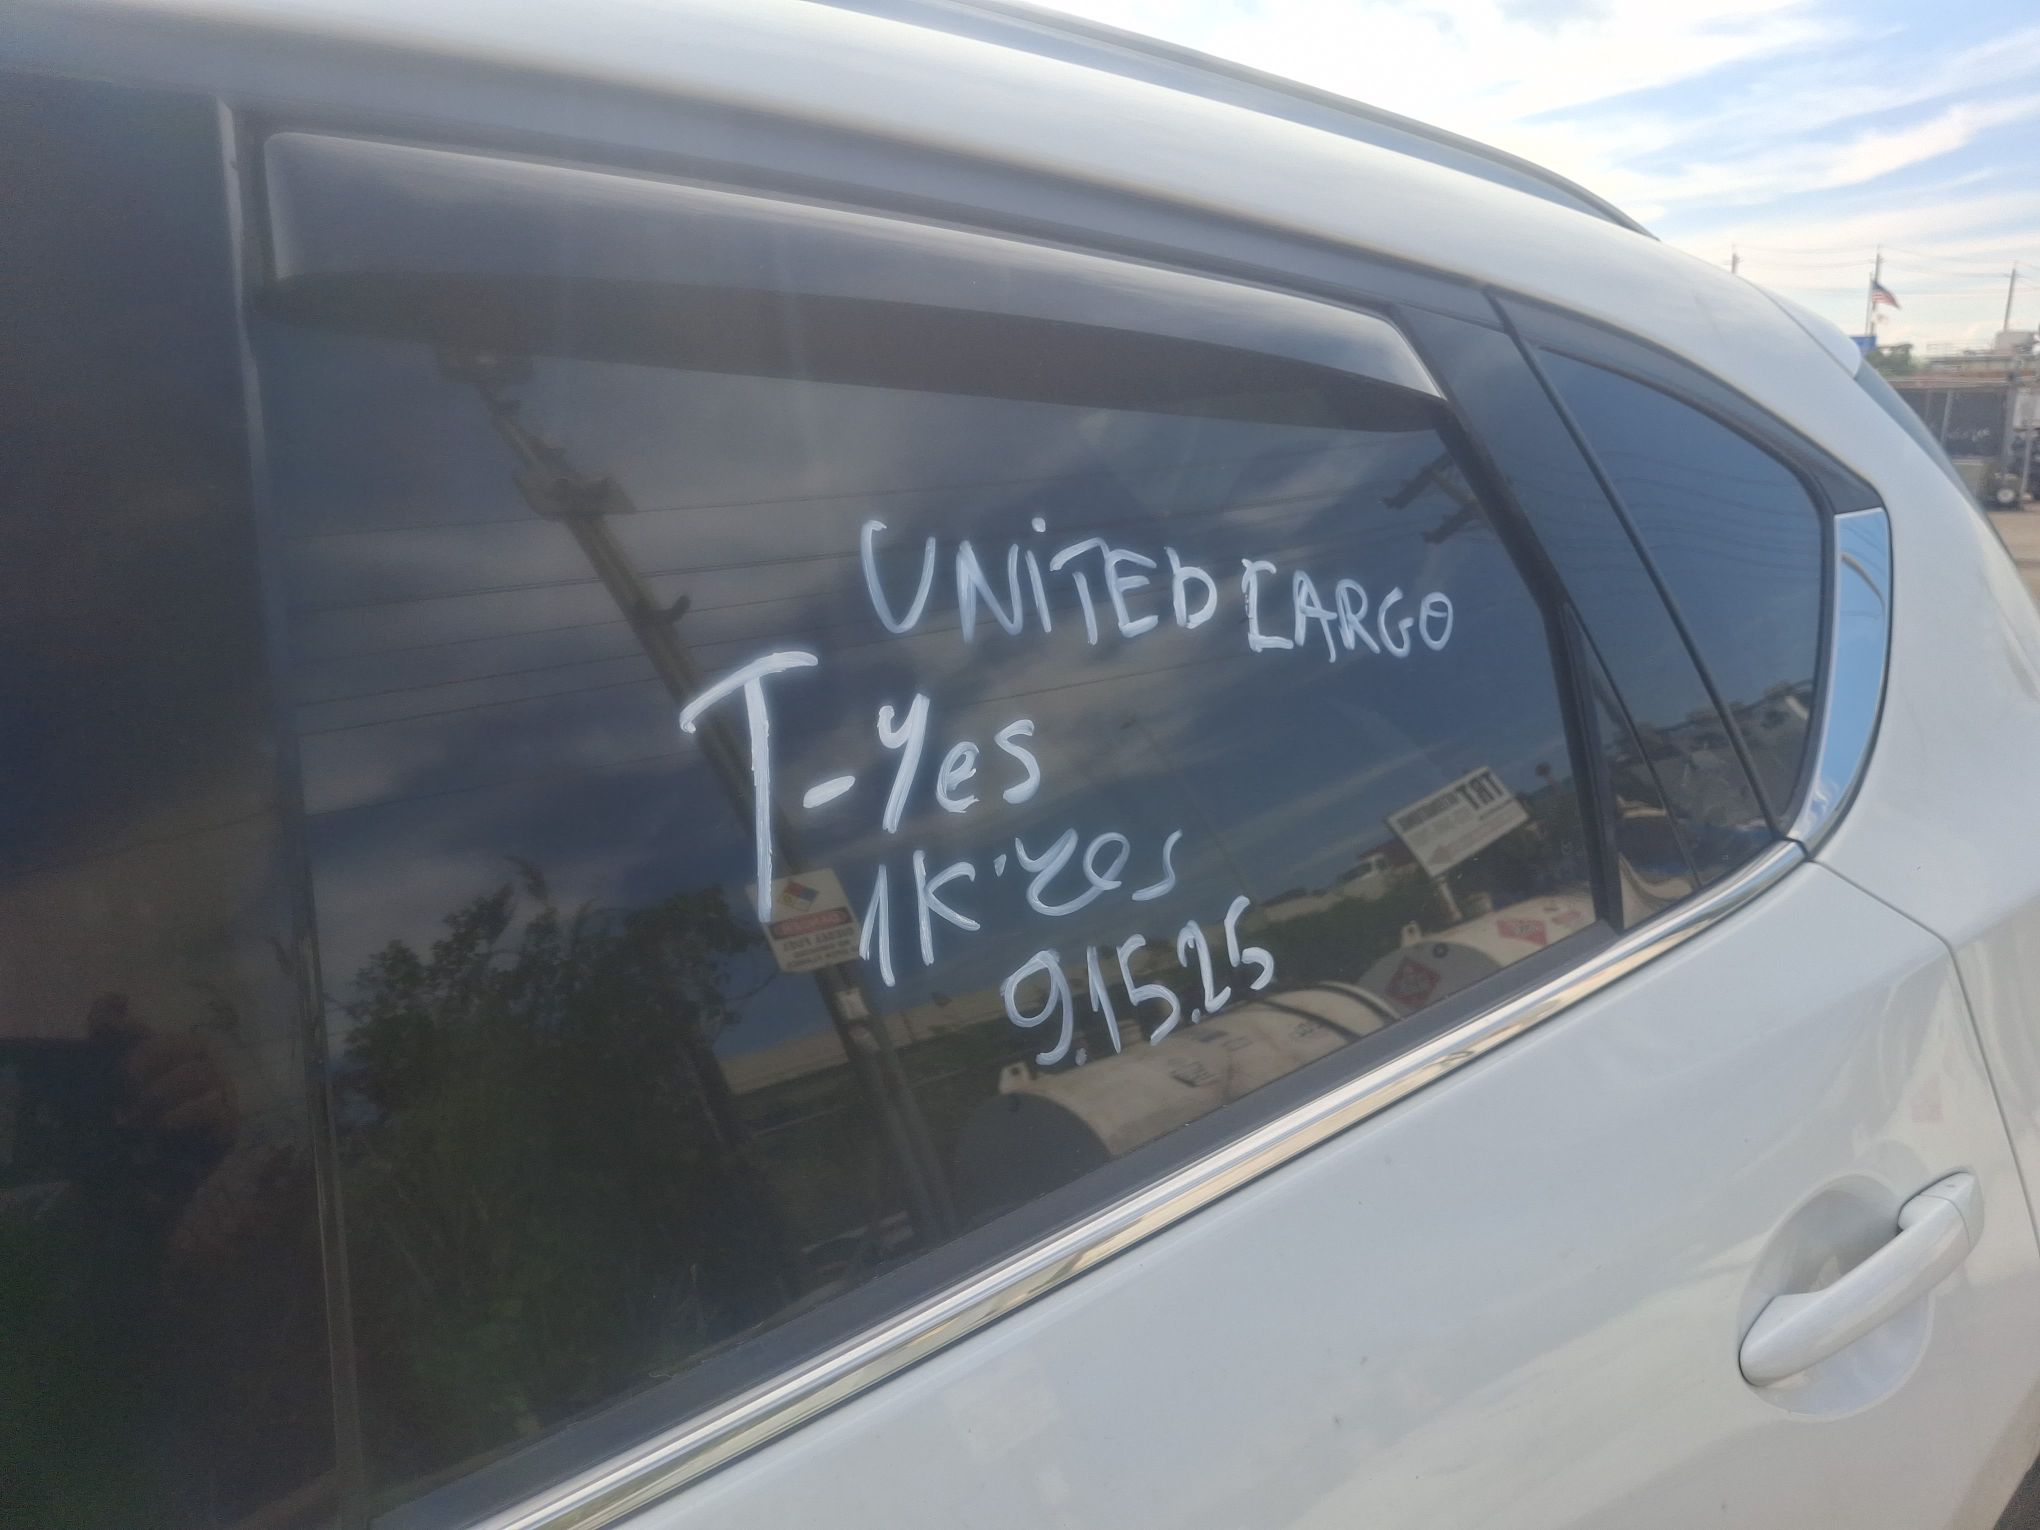 UNiTED CARGO
T-Yes
1K'Yes
9.15.25